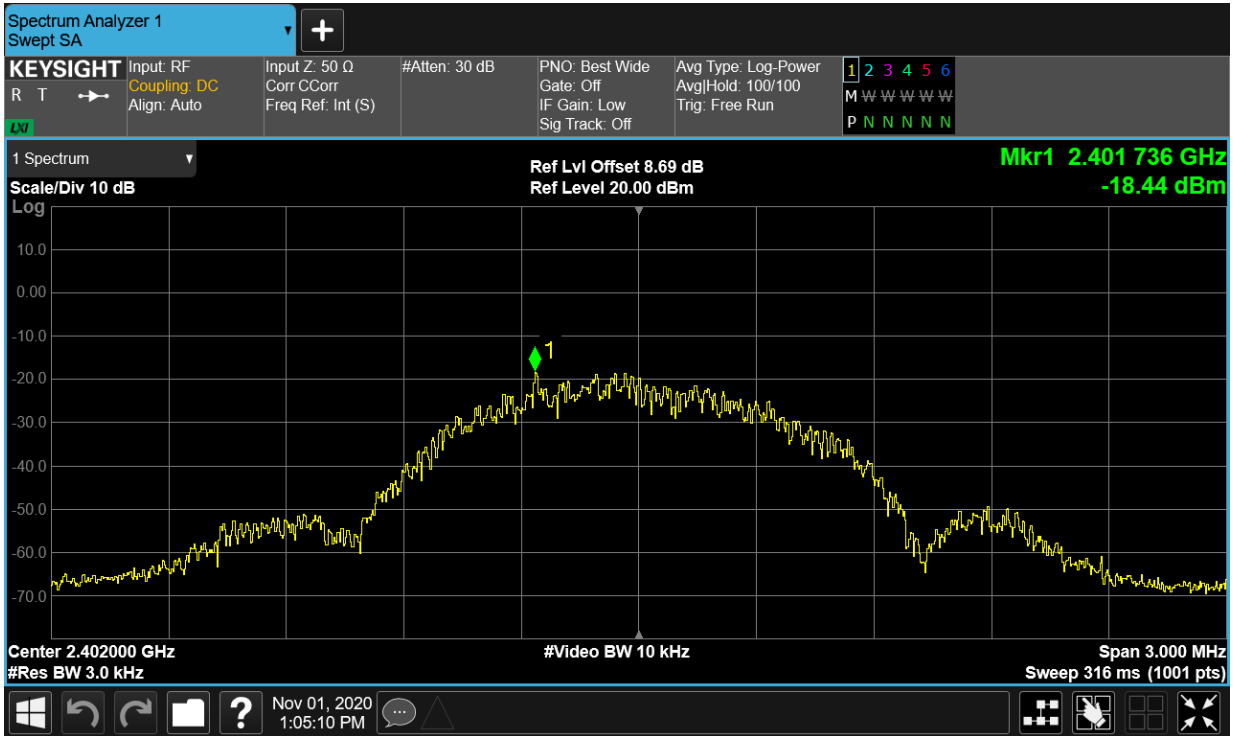 Spectrum Analyzer 1
Swept SA
KEYSIGHT
R T
LXI
Input: RF
Coupling: DC
Align: Auto
Input Z: 50 Ω
Corr CCorr
Freq Ref: Int (S)
#Atten: 30 dB
PNO: Best Wide
Gate: Off
IF Gain: Low
Sig Track: Off
Avg Type: Log-Power
Avg|Hold: 100/100
Trig: Free Run
1 2 3 4 5 6
M W W W W W
P N N N N N
1 Spectrum
Scale/Div 10 dB
Log
Ref Lvl Offset 8.69 dB
Ref Level 20.00 dBm
Mkr1 2.401 736 GHz
-18.44 dBm
10.0
0.00
-10.0
1
-20.0
-30.0
-40.0
-50.0
-60.0
-70.0
Center 2.402000 GHz
#Res BW 3.0 kHz
#Video BW 10 kHz
Span 3.000 MHz
Sweep 316 ms (1001 pts)
?
Nov 01, 2020
1:05:10 PM